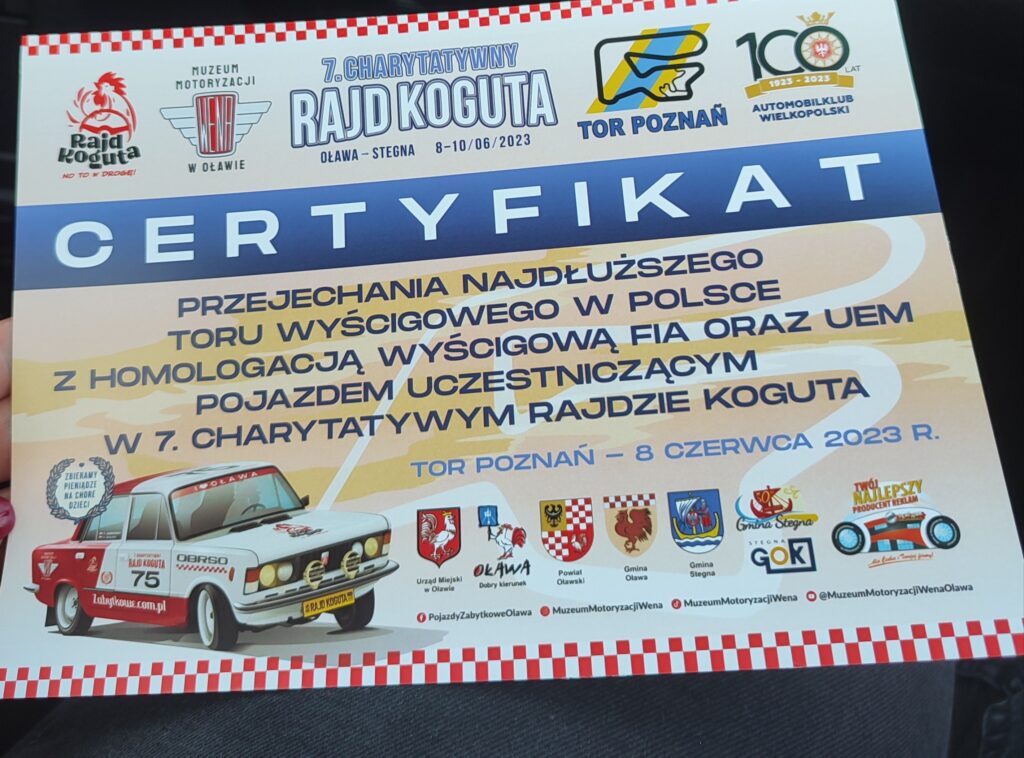 Rajd
Koguta
NO TO W DROGĘ!
MUZEUM
MOTORYZACJI
WENA
W OŁAWIE
7. CHARYTATYWNY
RAJD KOGUTA
OŁAWA – STEGNA 8–10/06/2023
TOR POZNAŃ
100
LAT
1923 - 2023
AUTOMOBILKLUB
WIELKOPOLSKI
CERTYFIKAT
PRZEJECHANIA NAJDŁUŻSZEGO
TORU WYŚCIGOWEGO W POLSCE
Z HOMOLOGACJĄ WYŚCIGOWĄ FIA ORAZ UEM
POJAZDEM UCZESTNICZĄCYM
W 7. CHARYTATYWYM RAJDZIE KOGUTA
TOR POZNAŃ – 8 CZERWCA 2023 R.
ZBIERAMY
PIENIĄDZE
NA CHORE
DZIECI
OŁAWA
RAJD KOGUTA
75
OBRSO
Zabytkowe.com.pl
RAJD KOGUTA
Urząd Miejski
w Oławie
OŁAWA
Dobry kierunek
Powiat
Oławski
Gmina
Oława
Gmina
Stegna
Gmina Stegna
STEGNA
GOK
TWÓJ
NAJLEPSZY
PRODUCENT REKLAM
PojazdyZabytkoweOlawa
MuzeumMotoryzacjiWena
MuzeumMotoryzacjiWena
@MuzeumMotoryzacjiWenaOlawa